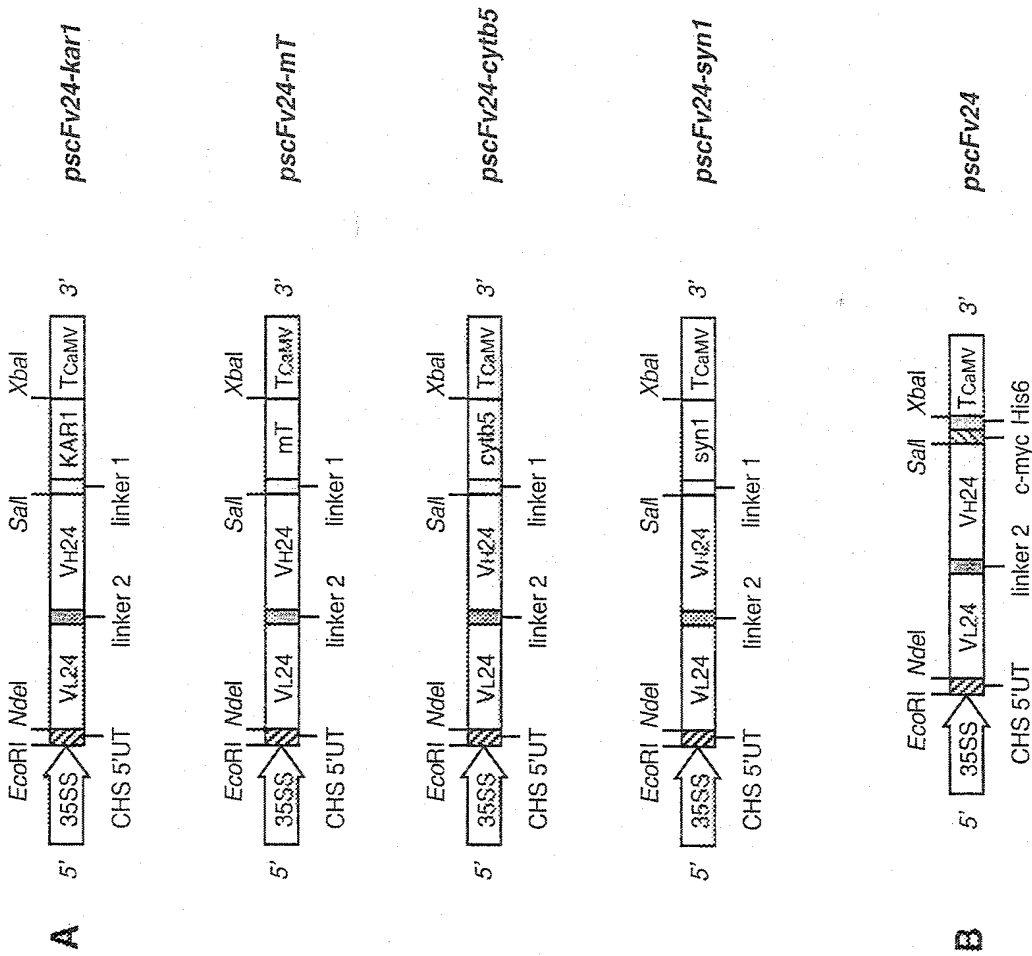 A
EcoRI NdeI SalI XbaI
5' 35SS VL24 VH24 KAR1 TCaMV 3'
CHS 5'UT linker 2 linker 1
pscFv24-kar1
EcoRI NdeI SalI XbaI
5' 35SS VL24 VH24 mT TCaMV 3'
CHS 5'UT linker 2 linker 1
pscFv24-mT
EcoRI NdeI SalI XbaI
5' 35SS VL24 VH24 cytb5 TCaMV 3'
CHS 5'UT linker 2 linker 1
pscFv24-cytb5
EcoRI NdeI SalI XbaI
5' 35SS VL24 VH24 syn1 TCaMV 3'
CHS 5'UT linker 2 linker 1
pscFv24-syn1
B
EcoRI NdeI SalI XbaI
5' 35SS VL24 VH24 TCaMV 3'
CHS 5'UT linker 2 c-myc His6
pscFv24